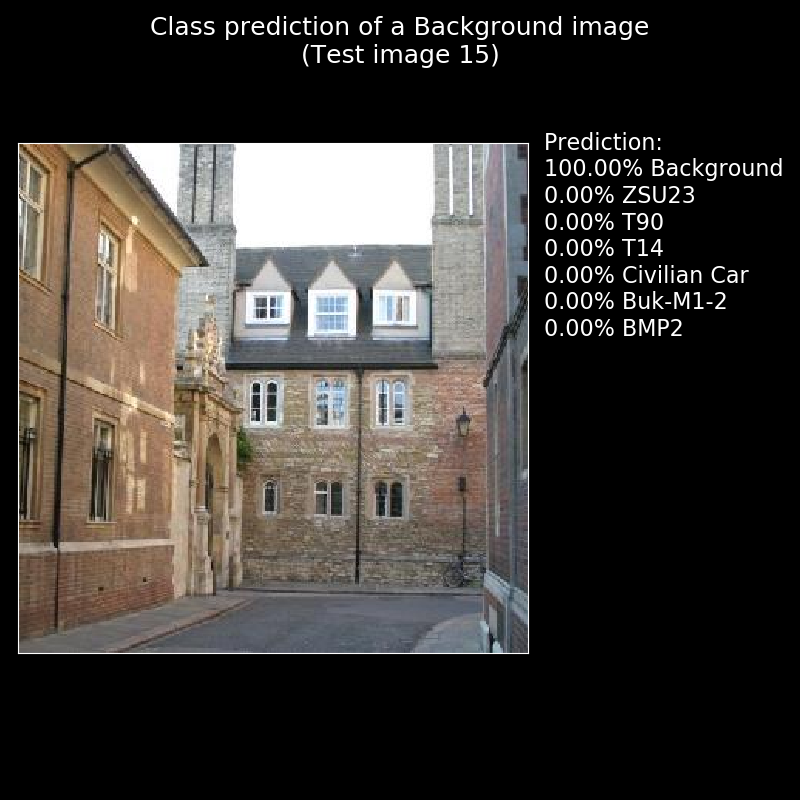 Class prediction of a Background image
(Test image 15)
Prediction:
100.00% Background
0.00% ZSU23
0.00% T90
0.00% T14
0.00% Civilian Car
0.00% Buk-M1-2
0.00% BMP2